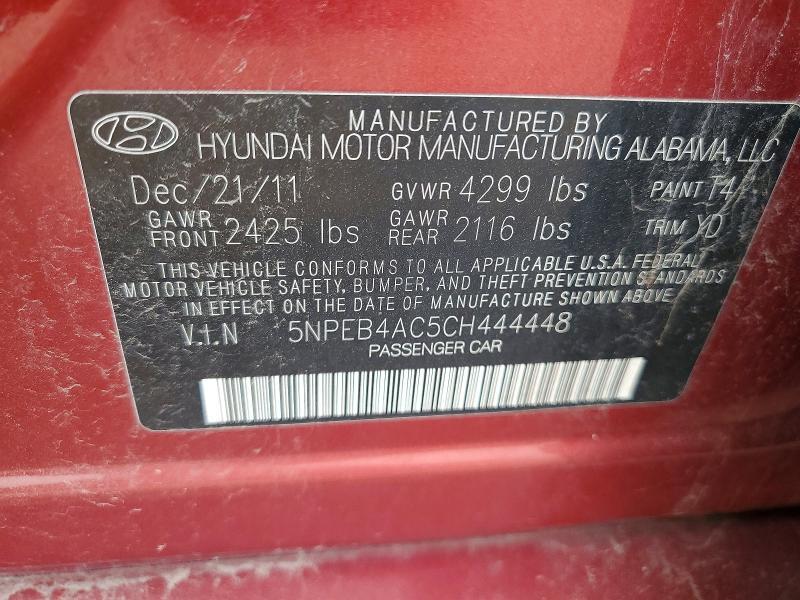 MANUFACTURED BY
HYUNDAI MOTOR MANUFACTURING ALABAMA, LLC
Dec/21/11 GVWR 4299 lbs PAINT T4
GAWR FRONT 2425 lbs GAWR REAR 2116 lbs TRIM YD
THIS VEHICLE CONFORMS TO ALL APPLICABLE U.S.A. FEDERAL
MOTOR VEHICLE SAFETY, BUMPER, AND THEFT PREVENTION STANDARDS
IN EFFECT ON THE DATE OF MANUFACTURE SHOWN ABOVE
V.I.N 5NPEB4AC5CH444448
PASSENGER CAR